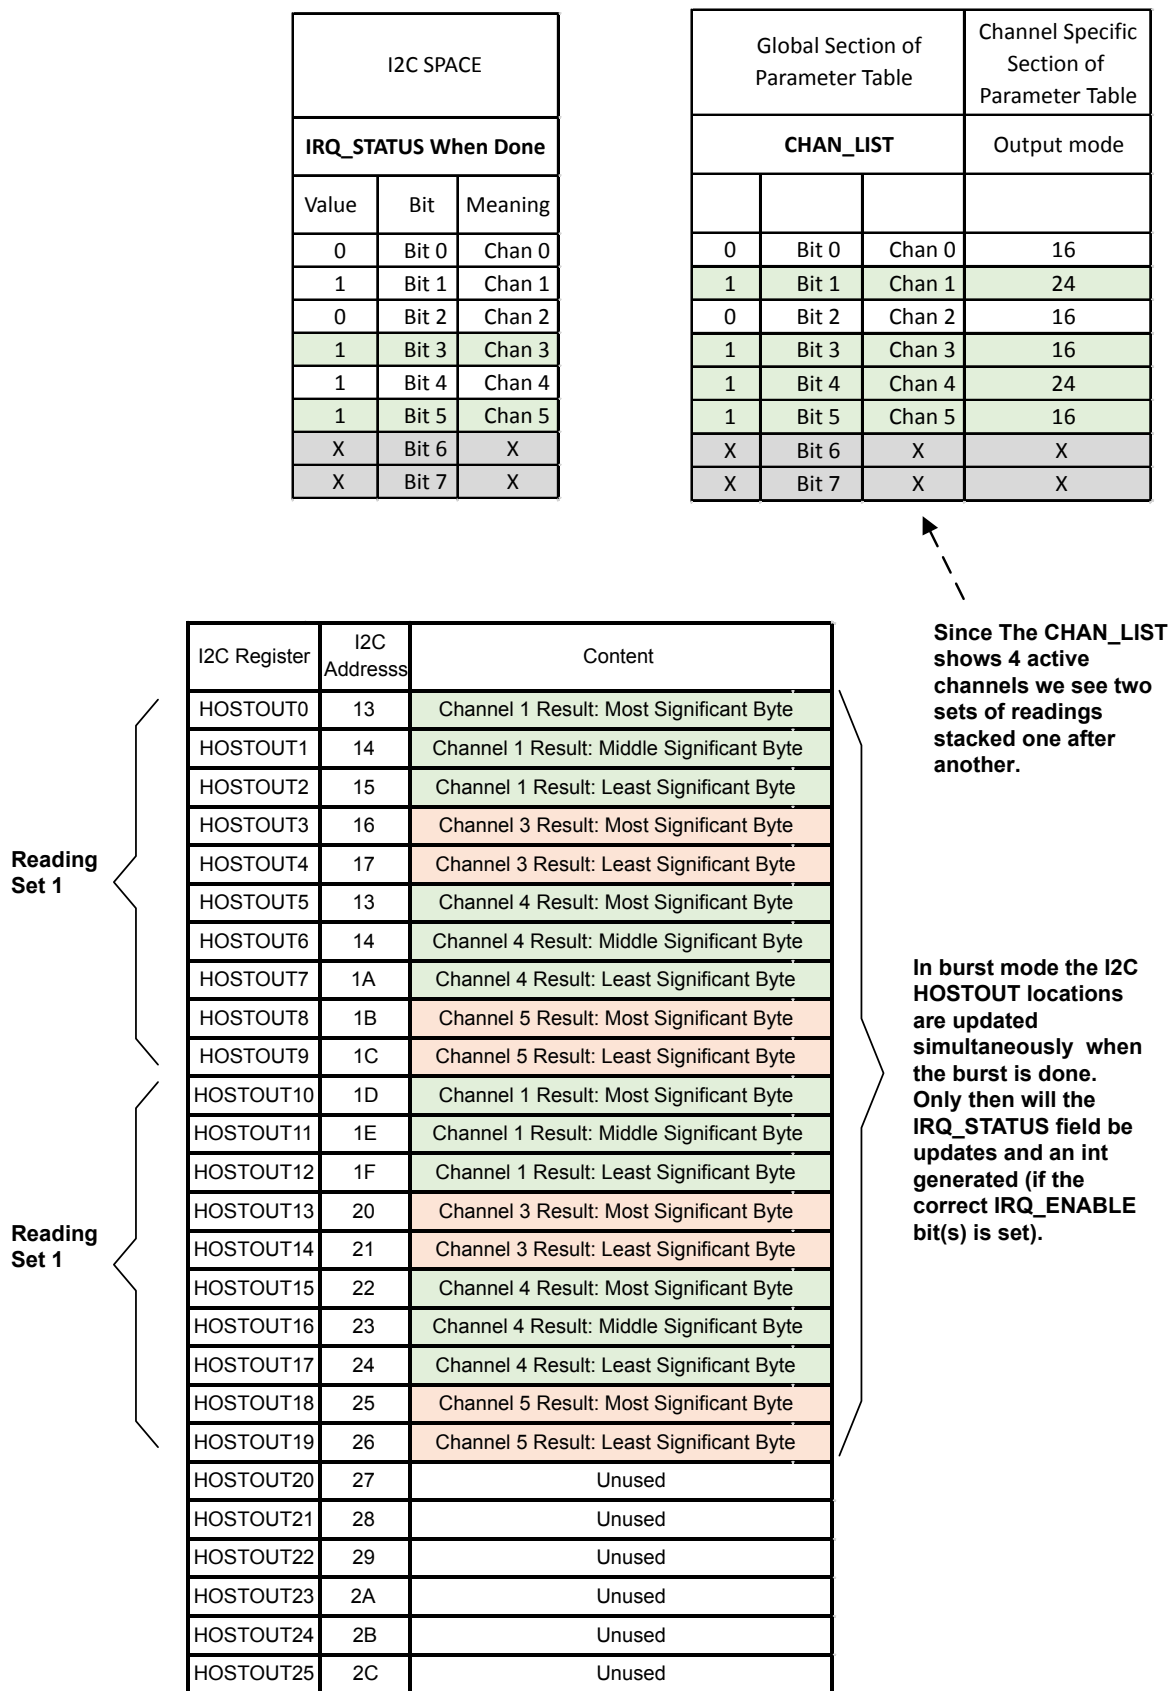 I2C SPACE
IRQ_STATUS When Done
Value Bit Meaning
0 Bit 0 Chan 0
1 Bit 1 Chan 1
0 Bit 2 Chan 2
1 Bit 3 Chan 3
1 Bit 4 Chan 4
1 Bit 5 Chan 5
X Bit 6 X
X Bit 7 X
Global Section of
Parameter Table
Channel Specific
Section of
Parameter Table
CHAN_LIST Output mode
0 Bit 0 Chan 0 16
1 Bit 1 Chan 1 24
0 Bit 2 Chan 2 16
1 Bit 3 Chan 3 16
1 Bit 4 Chan 4 24
1 Bit 5 Chan 5 16
X Bit 6 X X
X Bit 7 X X
Since The CHAN_LIST
shows 4 active
channels we see two
sets of readings
stacked one after
another.
I2C Register
I2C
Addresss
Content
HOSTOUT0 13 Channel 1 Result: Most Significant Byte
HOSTOUT1 14 Channel 1 Result: Middle Significant Byte
HOSTOUT2 15 Channel 1 Result: Least Significant Byte
HOSTOUT3 16 Channel 3 Result: Most Significant Byte
HOSTOUT4 17 Channel 3 Result: Least Significant Byte
HOSTOUT5 13 Channel 4 Result: Most Significant Byte
HOSTOUT6 14 Channel 4 Result: Middle Significant Byte
HOSTOUT7 1A Channel 4 Result: Least Significant Byte
HOSTOUT8 1B Channel 5 Result: Most Significant Byte
HOSTOUT9 1C Channel 5 Result: Least Significant Byte
HOSTOUT10 1D Channel 1 Result: Most Significant Byte
HOSTOUT11 1E Channel 1 Result: Middle Significant Byte
HOSTOUT12 1F Channel 1 Result: Least Significant Byte
HOSTOUT13 20 Channel 3 Result: Most Significant Byte
HOSTOUT14 21 Channel 3 Result: Least Significant Byte
HOSTOUT15 22 Channel 4 Result: Most Significant Byte
HOSTOUT16 23 Channel 4 Result: Middle Significant Byte
HOSTOUT17 24 Channel 4 Result: Least Significant Byte
HOSTOUT18 25 Channel 5 Result: Most Significant Byte
HOSTOUT19 26 Channel 5 Result: Least Significant Byte
HOSTOUT20 27 Unused
HOSTOUT21 28 Unused
HOSTOUT22 29 Unused
HOSTOUT23 2A Unused
HOSTOUT24 2B Unused
HOSTOUT25 2C Unused
Reading
Set 1
Reading
Set 1
In burst mode the I2C
HOSTOUT locations
are updated
simultaneously when
the burst is done.
Only then will the
IRQ_STATUS field be
updates and an int
generated (if the
correct IRQ_ENABLE
bit(s) is set).